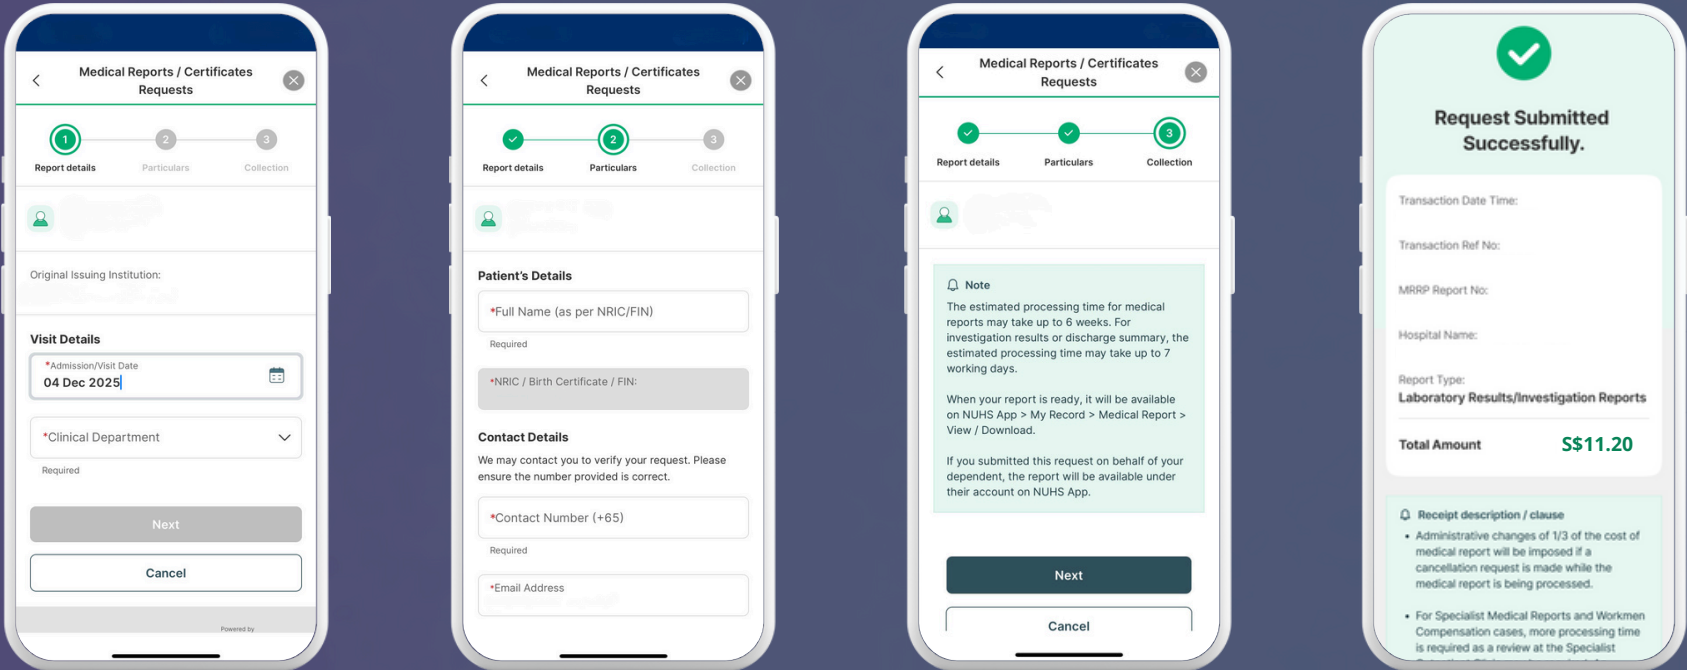 Medical Reports / Certificates
Requests
1
2
3
Report details
Particulars
Collection
Original Issuing Institution:
Visit Details
*Admission/Visit Date
04 Dec 2025
*Clinical Department
Required
Next
Cancel
Powered by
Medical Reports / Certificates
Requests
2
3
Report details
Particulars
Collection
Patient's Details
*Full Name (as per NRIC/FIN)
Required
*NRIC / Birth Certificate / FIN:
Contact Details
We may contact you to verify your request. Please
ensure the number provided is correct.
*Contact Number (+65)
Required
*Email Address
Medical Reports / Certificates
Requests
3
Report details
Particulars
Collection
Note
The estimated processing time for medical
reports may take up to 6 weeks. For
investigation results or discharge summary, the
estimated processing time may take up to 7
working days.
When your report is ready, it will be available
on NUHS App > My Record > Medical Report >
View / Download.
If you submitted this request on behalf of your
dependent, the report will be available under
their account on NUHS App.
Next
Cancel
Request Submitted
Successfully.
Transaction Date Time:
Transaction Ref No:
MRRP Report No:
Hospital Name:
Report Type:
Laboratory Results/Investigation Reports
Total Amount S$11.20
Receipt description / clause
• Administrative changes of 1/3 of the cost of
medical report will be imposed if a
cancellation request is made while the
medical report is being processed.
• For Specialist Medical Reports and Workmen
Compensation cases, more processing time
is required as a review at the Specialist